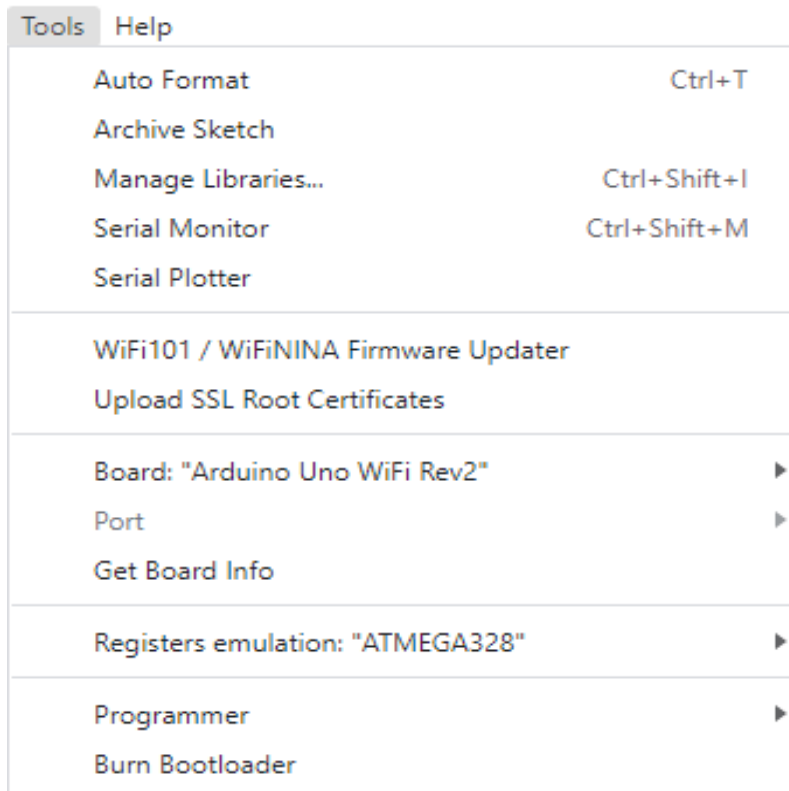 Tools Help
Auto Format Ctrl+T
Archive Sketch
Manage Libraries... Ctrl+Shift+I
Serial Monitor Ctrl+Shift+M
Serial Plotter
WiFi101 / WiFiNINA Firmware Updater
Upload SSL Root Certificates
Board: "Arduino Uno WiFi Rev2"
Port
Get Board Info
Registers emulation: "ATMEGA328"
Programmer
Burn Bootloader